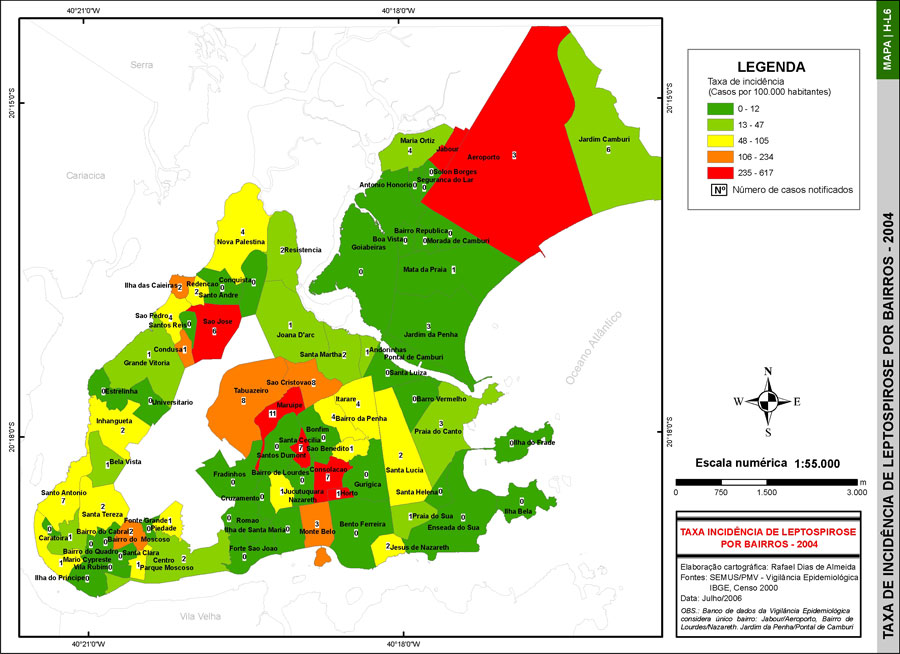 40°21'0"W
40°18'0"W
MAPA | H-L6
TAXA DE INCIDÊNCIA DE LEPTOSPIROSE POR BAIRROS - 2004
20°15'0"S
20°15'0"S
20°18'0"S
20°18'0"S
Serra
Cariacica
Vila Velha
Oceano Atlântico
LEGENDA
Taxa de incidência
(Casos por 100.000 habitantes)
0 - 12
13 - 47
48 - 105
106 - 234
235 - 617
Nº Número de casos notificados
Maria Ortiz
4
Jabour
Aeroporto
3
Jardim Camburi
6
0 Solon Borges
Segurança do Lar
0
Antonio Honorio 0
Bairro Republica 0
Boa Vista 0
0 Morada de Camburi
Goiabeiras
0
Mata da Praia 1
3
Jardim da Penha
4
Nova Palestina
2 Resistencia
Ilha das Caieiras 2
Redencao
2
Santo Andre
0
Conquista 0
Sao Pedro 4
Santos Reis 0
Sao Jose
6
Condusa 1
1
Grande Vitoria
1
Joana D'arc
Santa Martha 2
1 Andorinhas
Pontal de Camburi
0 Santa Luiza
0 Estrelinha
0 Universitario
Inhangueta
2
1 Bela Vista
Sao Cristovao 8
Tabuazeiro
8
Maruipe
11
Itarare
4
4 Bairro da Penha
0 Barro Vermelho
3
Praia do Canto
0 Ilha do Frade
Bonfim
0
Santa Cecilia
0
7
Sao Benedito 1
Santos Dumont
2
Santa Lucia
Fradinhos
0
Bairro de Lourdes
0
Consolacao
7
0
Gurigica
Cruzamento 0
1 Jucutuquara
Nazareth
1 Horto
Santa Helena 0
0
Ilha Bela
Romao
0
Ilha de Santa Maria 0
3
Monte Belo
Bento Ferreira
0
1 Praia do Sua
0
Enseada do Sua
2 Jesus de Nazareth
Forte Sao Joao
0
Santo Antonio
7
2
Santa Tereza
Fonte Grande 1
Piedade
0
Bairro do Cabral 2
0
Caratoira 1
0 Bairro do Moscoso
0
Bairro do Quadro
0 Santa Clara
1 Mario Cypreste
Vila Rubim 0
1 Parque Moscoso
Centro 2
Ilha do Principe 0
N
W E
S
Escala numérica 1:55.000
0 750 1.500 3.000 m
TAXA INCIDÊNCIA DE LEPTOSPIROSE
POR BAIRROS - 2004
Elaboração cartográfica: Rafael Dias de Almeida
Fontes: SEMUS/PMV - Vigilância Epidemiológica
IBGE, Censo 2000
Data: Julho/2006
OBS.: Banco de dados da Vigilância Epidemiológica
considera único bairro: Jabour/Aeroporto, Bairro de
Lourdes/Nazareth. Jardim da Penha/Pontal de Camburi
40°21'0"W
40°18'0"W